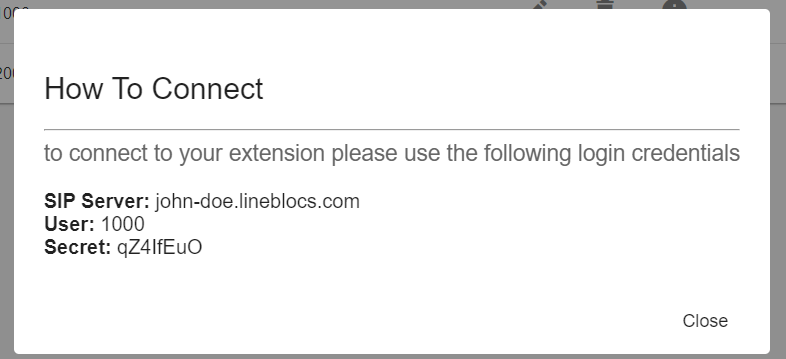 How To Connect
to connect to your extension please use the following login credentials
SIP Server: john-doe.lineblocs.com
User: 1000
Secret: qZ4IfEuO
Close